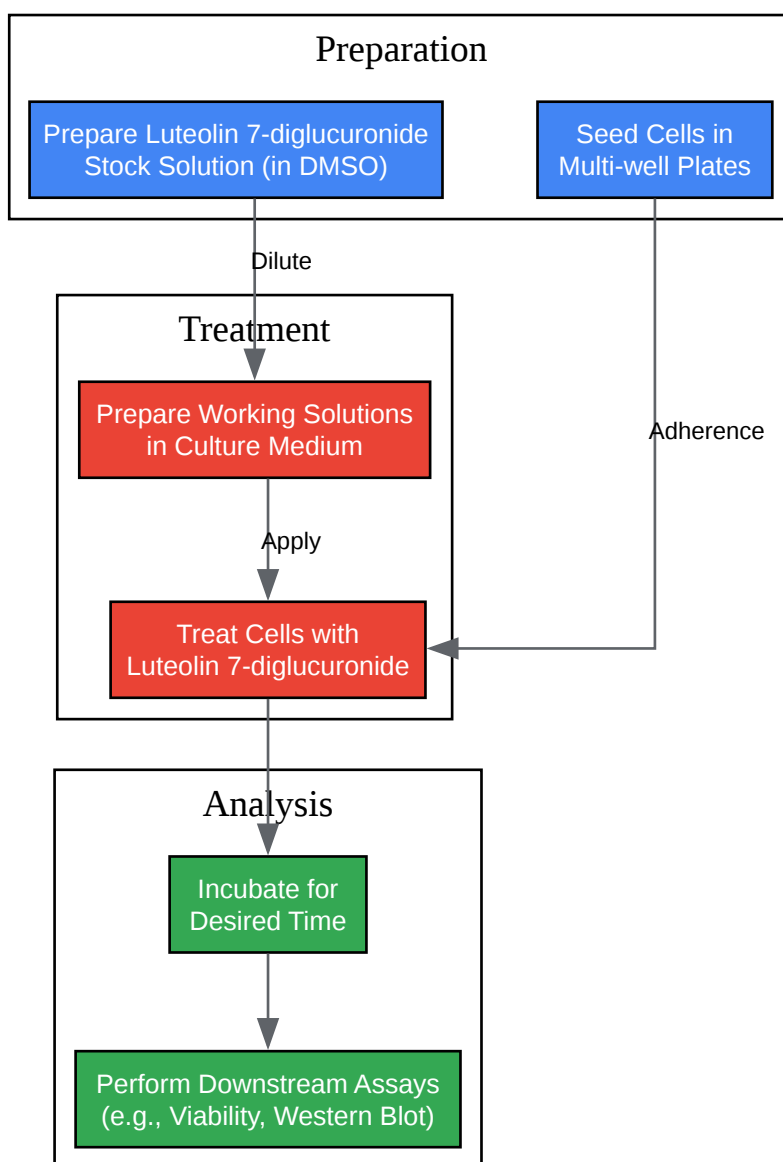 Preparation
Prepare Luteolin 7-diglucuronide
Stock Solution (in DMSO)
Seed Cells in
Multi-well Plates
Dilute
Treatment
Prepare Working Solutions
in Culture Medium
Adherence
Apply
Treat Cells with
Luteolin 7-diglucuronide
Analysis
Incubate for
Desired Time
Perform Downstream Assays
(e.g., Viability, Western Blot)